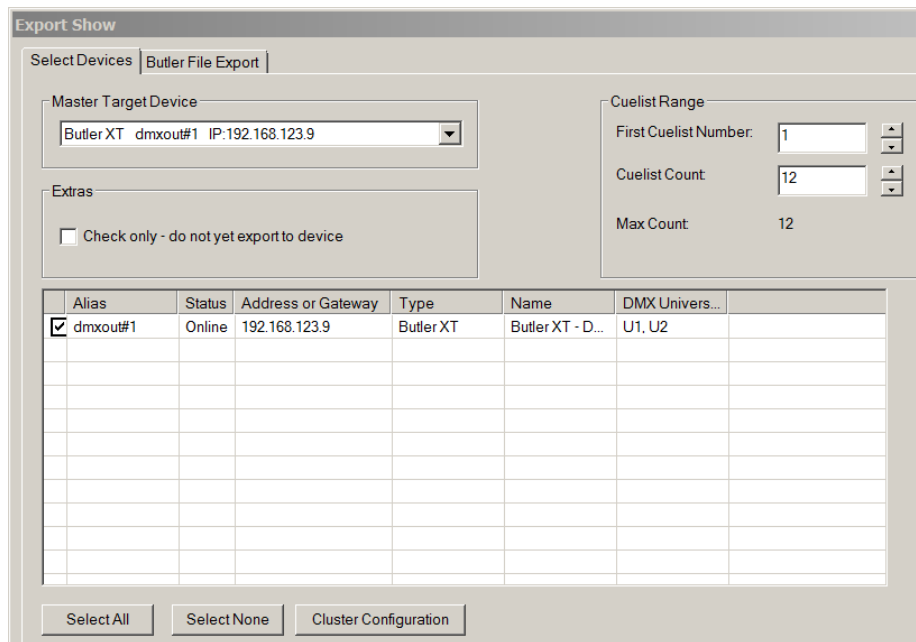 Export Show
Select Devices
Butler File Export
Master Target Device
Butler XT dmxout#1 IP:192.168.123.9
Cuelist Range
First Cuelist Number: 1
Cuelist Count: 12
Max Count: 12
Extras
Check only - do not yet export to device
Alias Status Address or Gateway Type Name DMX Univers...
dmxout#1 Online 192.168.123.9 Butler XT Butler XT - D... U1, U2
Select All Select None Cluster Configuration